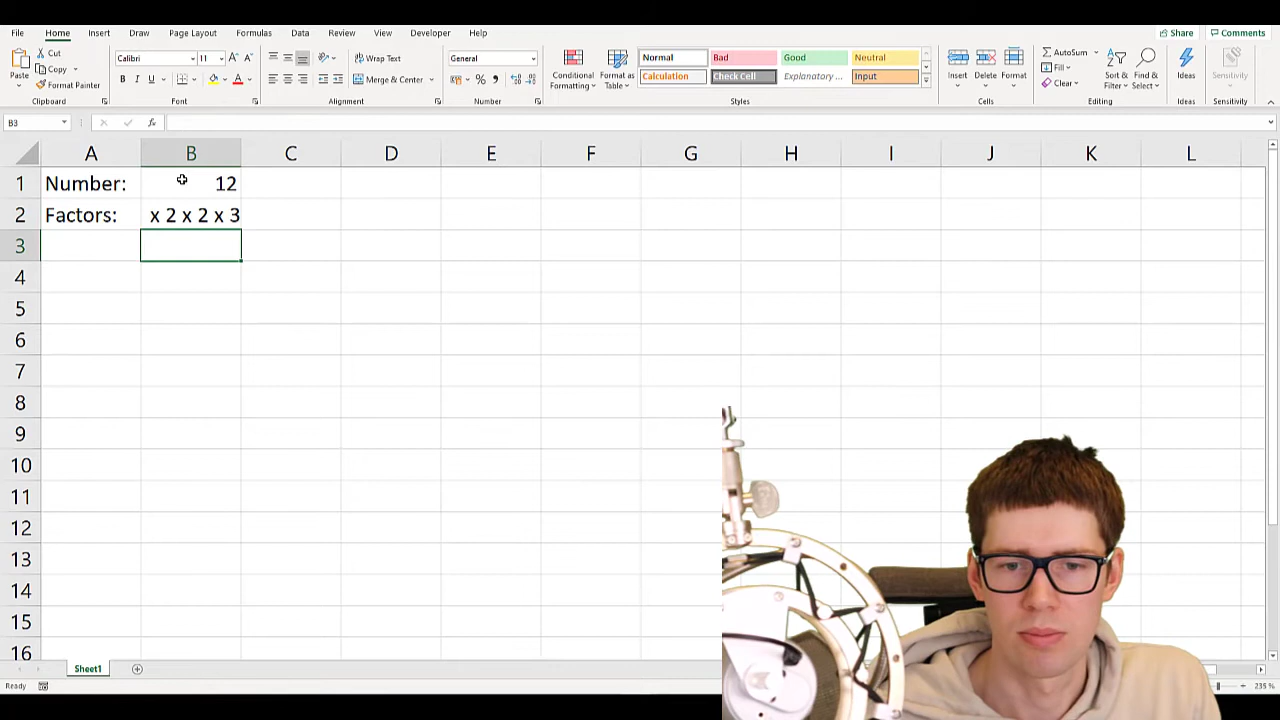 File Home Insert Draw Page Layout Formulas Data Review View Developer Help Share Comments
Cut Calibri 11 A A Wrap Text General Normal Bad Good Neutral AutoSum
Copy Fill
Paste Format Painter B I U Merge & Center % , Conditional Formatting Format as Table Calculation Check Cell Explanatory ... Input Insert Delete Format Clear Sort & Filter Find & Select Ideas Sensitivity
Clipboard Font Alignment Number Styles Cells Editing Ideas Sensitivity
B3 fx
A B C D E F G H I J K L
1 Number: 12
2 Factors: x 2 x 2 x 3
3
4
5
6
7
8
9
10
11
12
13
14
15
16
Sheet1
Ready 235 %